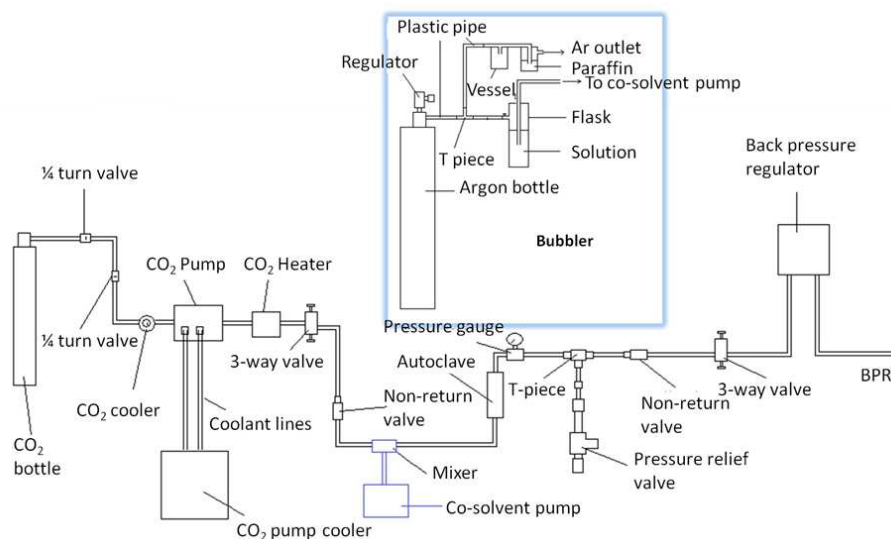 Plastic pipe
Regulator
Ar outlet
Paraffin
Vessel
To co-solvent pump
Flask
T piece
Solution
Argon bottle
Bubbler
Back pressure
regulator
¼ turn valve
CO₂ Pump
CO₂ Heater
¼ turn valve
3-way valve
Pressure gauge
Autoclave
T-piece
3-way valve
BPR
CO₂ cooler
Non-return
valve
Non-return
valve
Coolant lines
CO₂
bottle
Mixer
Pressure relief
valve
Co-solvent pump
CO₂ pump cooler